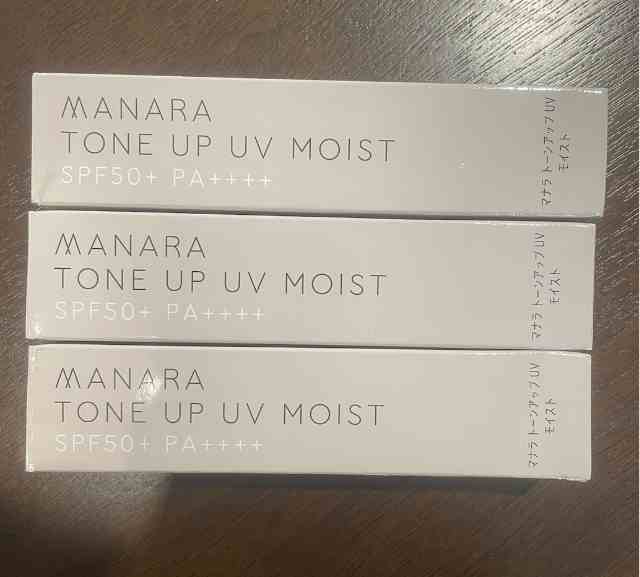 MANARA
TONE UP UV MOIST
SPF50+ PA++++
マナラ トーンアップUV
モイスト
MANARA
TONE UP UV MOIST
SPF50+ PA++++
マナラ トーンアップUV
モイスト
MANARA
TONE UP UV MOIST
SPF50+ PA++++
マナラ トーンアップUV
モイスト